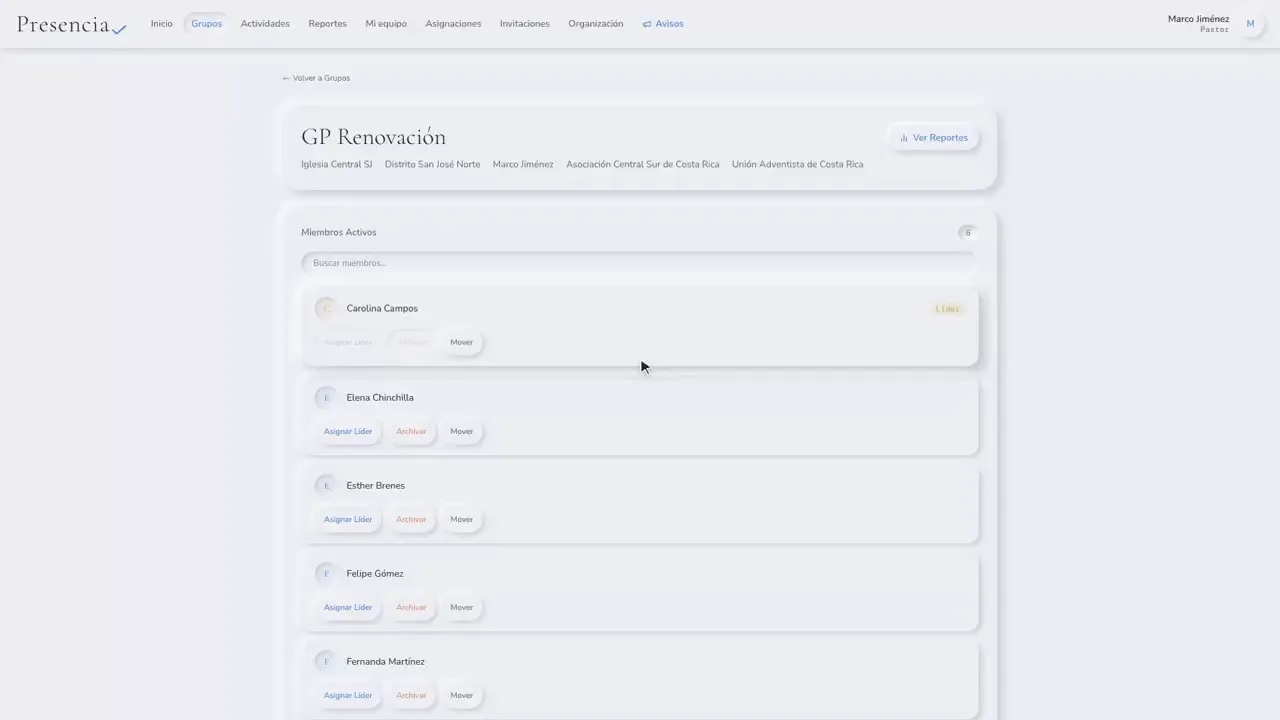 Presencia Inicio Grupos Actividades Reportes Mi equipo Asignaciones Invitaciones Organización Avisos Marco Jiménez M
Pastor
← Volver a Grupos
GP Renovación Ver Reportes
Iglesia Central SJ Distrito San José Norte Marco Jiménez Asociación Central Sur de Costa Rica Unión Adventista de Costa Rica
Miembros Activos 6
Buscar miembros...
C Carolina Campos Líder
Asignar Líder Archivar Mover
E Elena Chinchilla
Asignar Líder Archivar Mover
E Esther Brenes
Asignar Líder Archivar Mover
F Felipe Gómez
Asignar Líder Archivar Mover
F Fernanda Martínez
Asignar Líder Archivar Mover